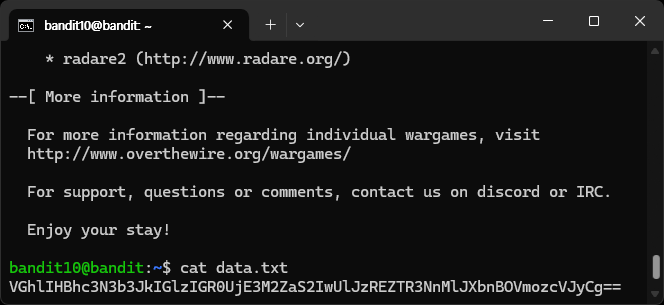 bandit10@bandit: ~
* radare2 (http://www.radare.org/)
--[ More information ]--
For more information regarding individual wargames, visit
http://www.overthewire.org/wargames/
For support, questions or comments, contact us on discord or IRC.
Enjoy your stay!
bandit10@bandit:~$ cat data.txt
VGhlIHBhc3N3b3JkIGlzIGR0UjE3M2ZaS2IwUlJzREZTR3NnMlJXbnBOVmozcVJyCg==